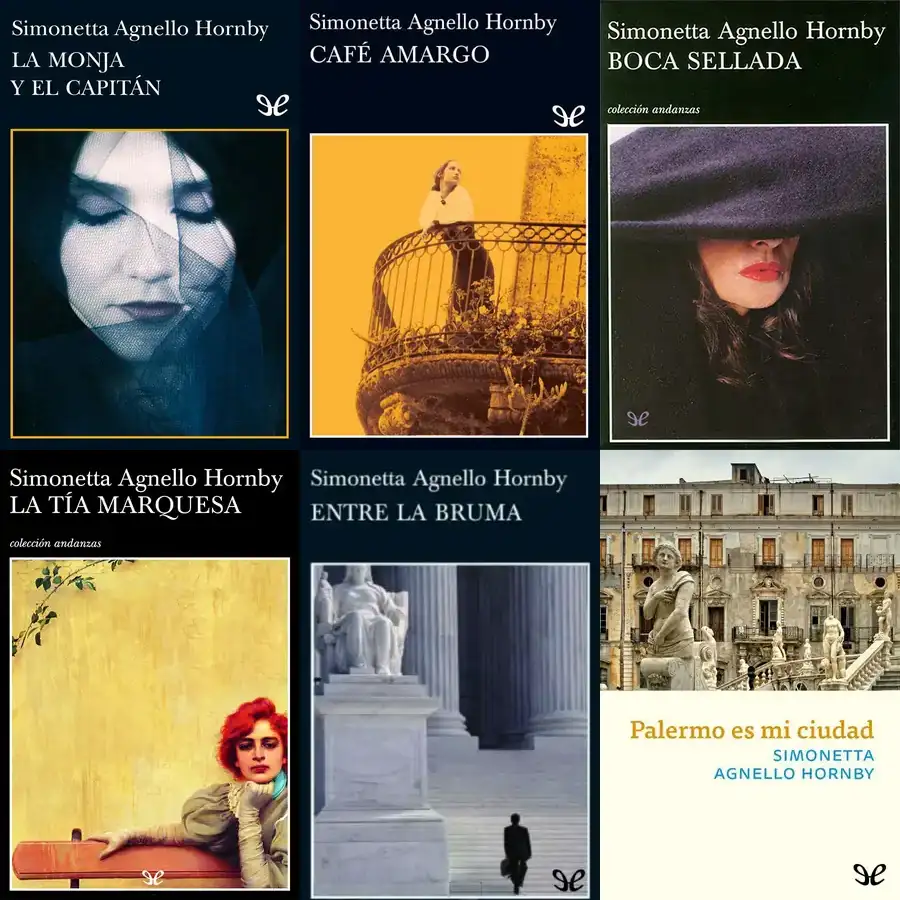 Simonetta Agnello Hornby
LA MONJA
Y EL CAPITÁN
Simonetta Agnello Hornby
CAFÉ AMARGO
Simonetta Agnello Hornby
BOCA SELLADA
colección andanzas
Simonetta Agnello Hornby
LA TÍA MARQUESA
colección andanzas
Simonetta Agnello Hornby
ENTRE LA BRUMA
Palermo es mi ciudad
SIMONETTA
AGNELLO HORNBY